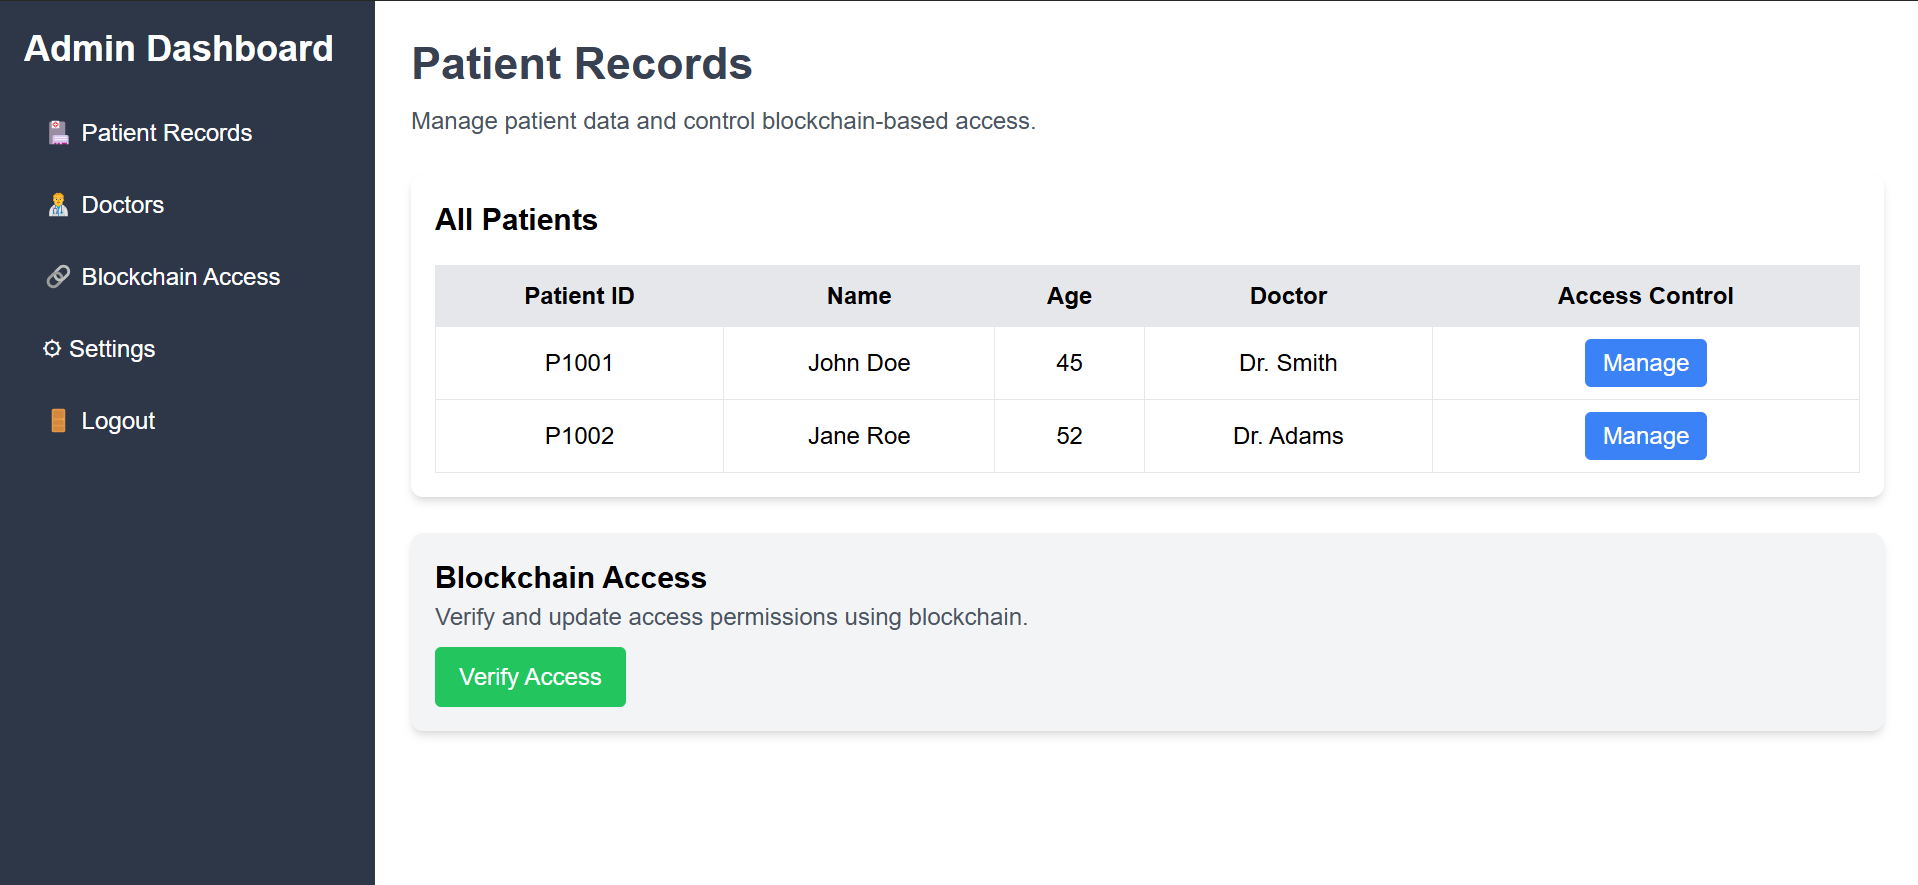 Admin Dashboard
Patient Records
Doctors
Blockchain Access
Settings
Logout
Patient Records
Manage patient data and control blockchain-based access.
All Patients
Patient ID Name Age Doctor Access Control
P1001 John Doe 45 Dr. Smith Manage
P1002 Jane Roe 52 Dr. Adams Manage
Blockchain Access
Verify and update access permissions using blockchain.
Verify Access